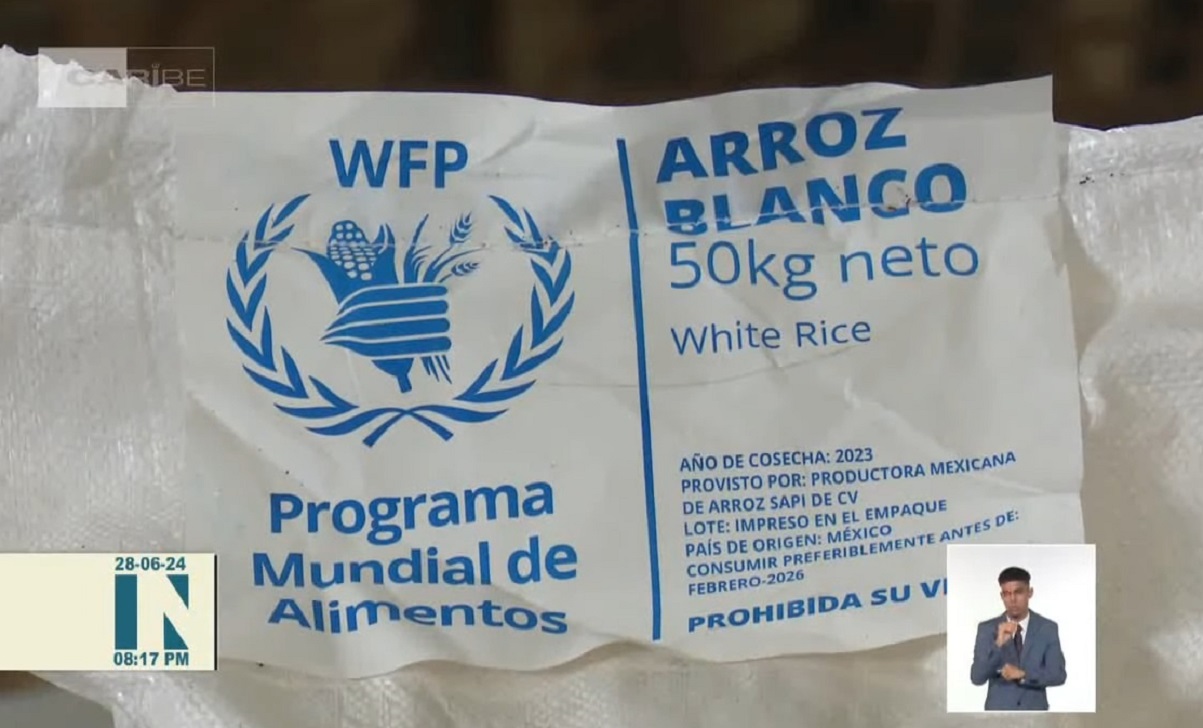 CARIBE
WFP
Programa
Mundial de
Alimentos
ARROZ
BLANCO
50kg neto
White Rice
AÑO DE COSECHA: 2023
PROVISTO POR: PRODUCTORA MEXICANA
DE ARROZ SAPI DE CV
LOTE: IMPRESO EN EL EMPAQUE
PAÍS DE ORIGEN: MÉXICO
CONSUMIR PREFERIBLEMENTE ANTES DE:
FEBRERO-2026
PROHIBIDA SU
28-06-24
IN
08:17 PM